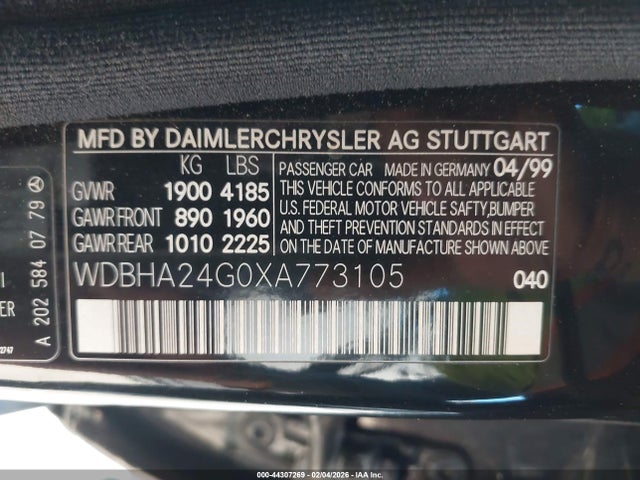 MFD BY DAIMLERCHRYSLER AG STUTTGART
KG LBS
GVWR 1900 4185
GAWR FRONT 890 1960
GAWR REAR 1010 2225
PASSENGER CAR MADE IN GERMANY 04/99
THIS VEHICLE CONFORMS TO ALL APPLICABLE
U.S. FEDERAL MOTOR VEHICLE SAFTY,BUMPER
AND THEFT PREVENTION STANDARDS IN EFFECT
ON THE DATE OF MANUFACTURE SHOWN ABOVE
WDBHA24G0XA773105 040
A 202 584 07 79
2747
000-44307269 - 02/04/2026 - IAA Inc.